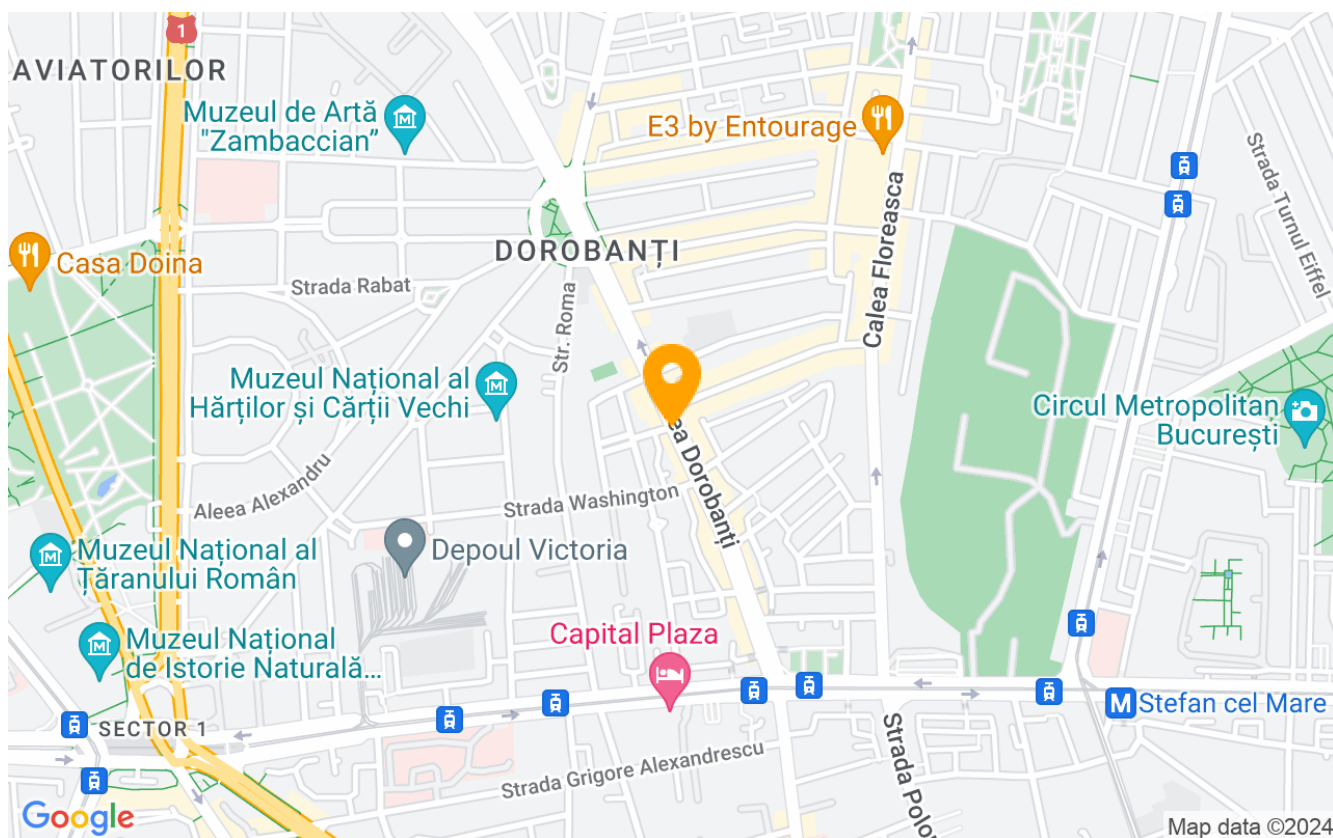 1
AVIATORILOR
Muzeul de Artă
"Zambaccian”
E3 by Entourage
Strada Turnul Eiffel
Calea Floreasca
DOROBANȚI
Casa Doina
Strada Rabat
Str. Roma
Muzeul Național al
Hărților și Cărții Vechi
Circul Metropolitan
București
ea Dorobanți
Aleea Alexandru
Strada Washington
Muzeul Național al
Țăranului Român
Depoul Victoria
Capital Plaza
Muzeul Național
de Istorie Naturală...
M Stefan cel Mare
SECTOR 1
Strada Grigore Alexandrescu
Strada Polo
Google
Map data ©2024